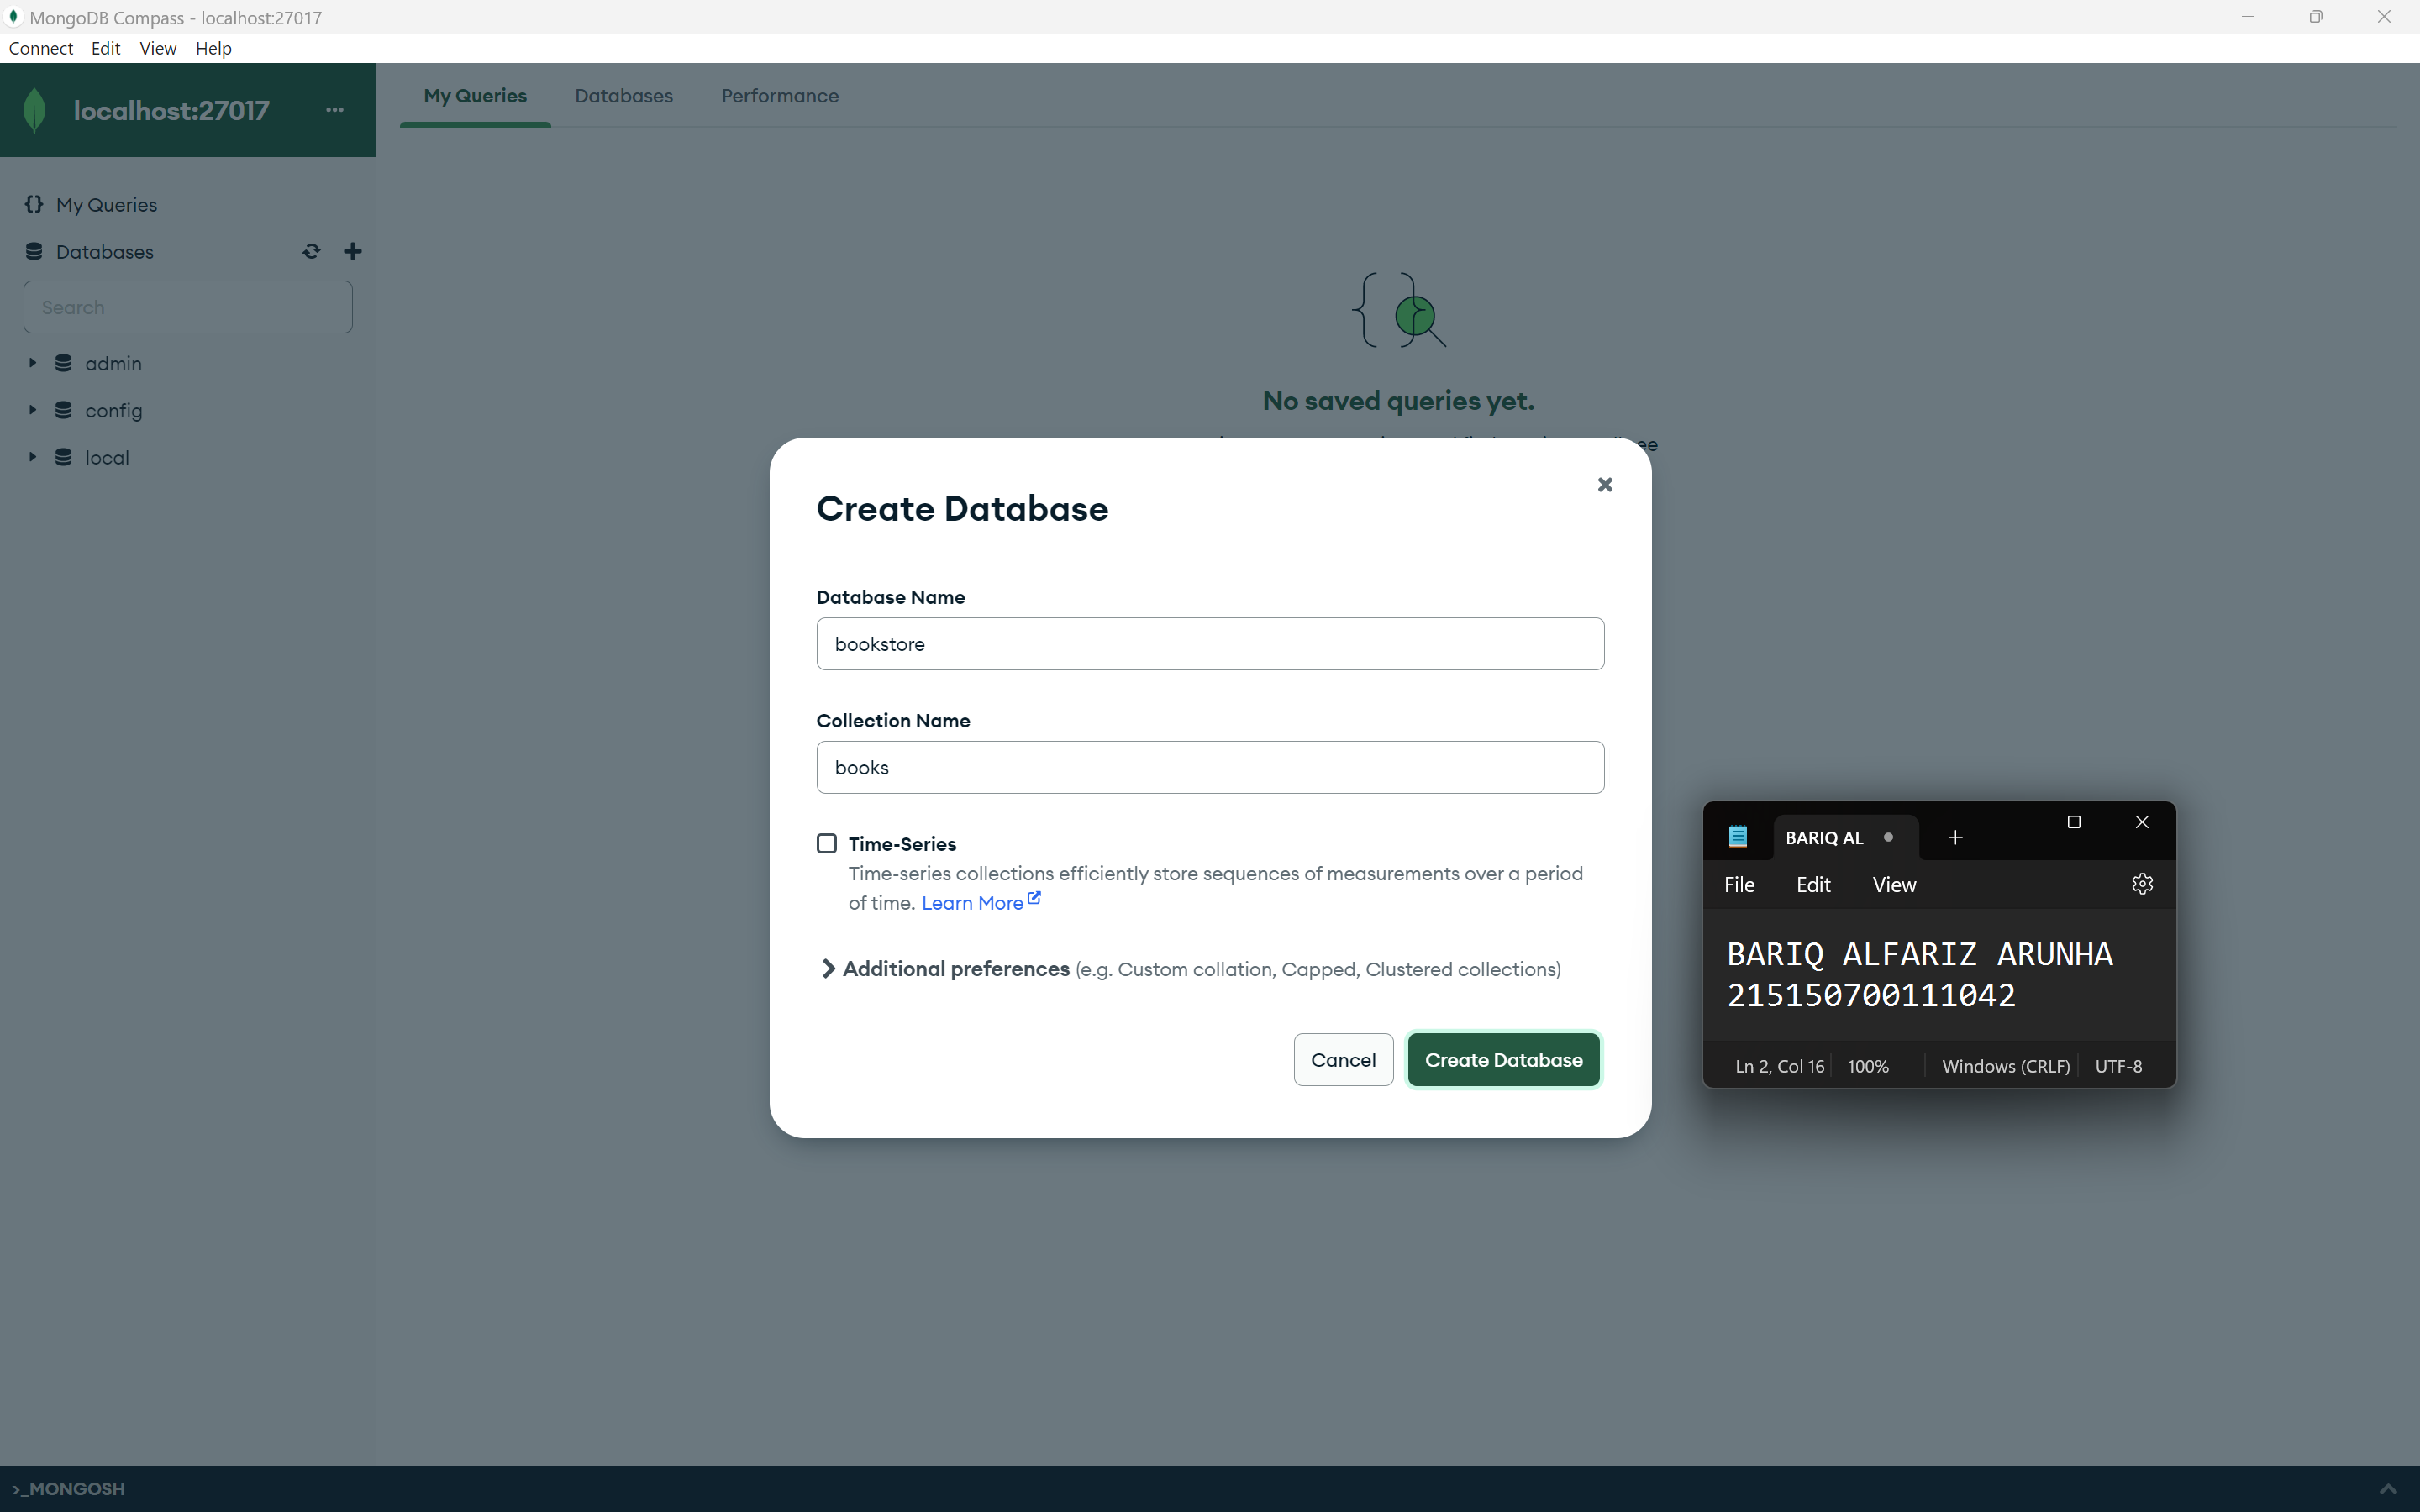 MongoDB Compass - localhost:27017
Connect Edit View Help
localhost:27017
My Queries Databases Performance
My Queries
Databases
Search
admin
config
local
No saved queries yet.
ee
Create Database
Database Name
bookstore
Collection Name
books
Time-Series
Time-series collections efficiently store sequences of measurements over a period
of time. Learn More
Additional preferences (e.g. Custom collation, Capped, Clustered collections)
Cancel Create Database
BARIQ AL
File Edit View
BARIQ ALFARIZ ARUNHA
215150700111042
Ln 2, Col 16 100% Windows (CRLF) UTF-8
>_MONGOSH